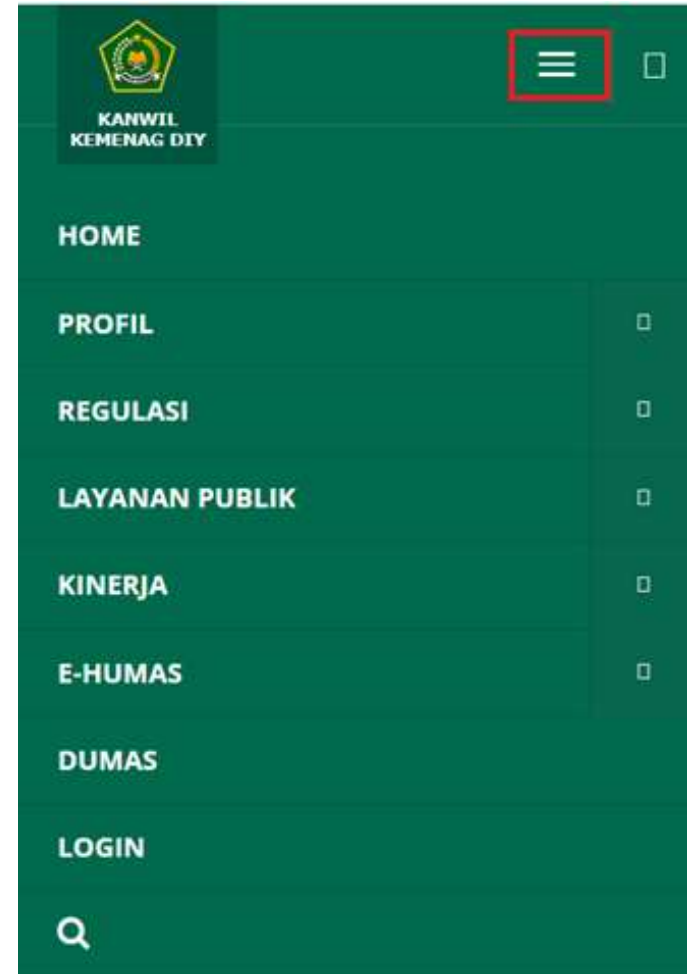 KANWIL
KEMENAG DIY
HOME
PROFIL
REGULASI
LAYANAN PUBLIK
KINERJA
E-HUMAS
DUMAS
LOGIN